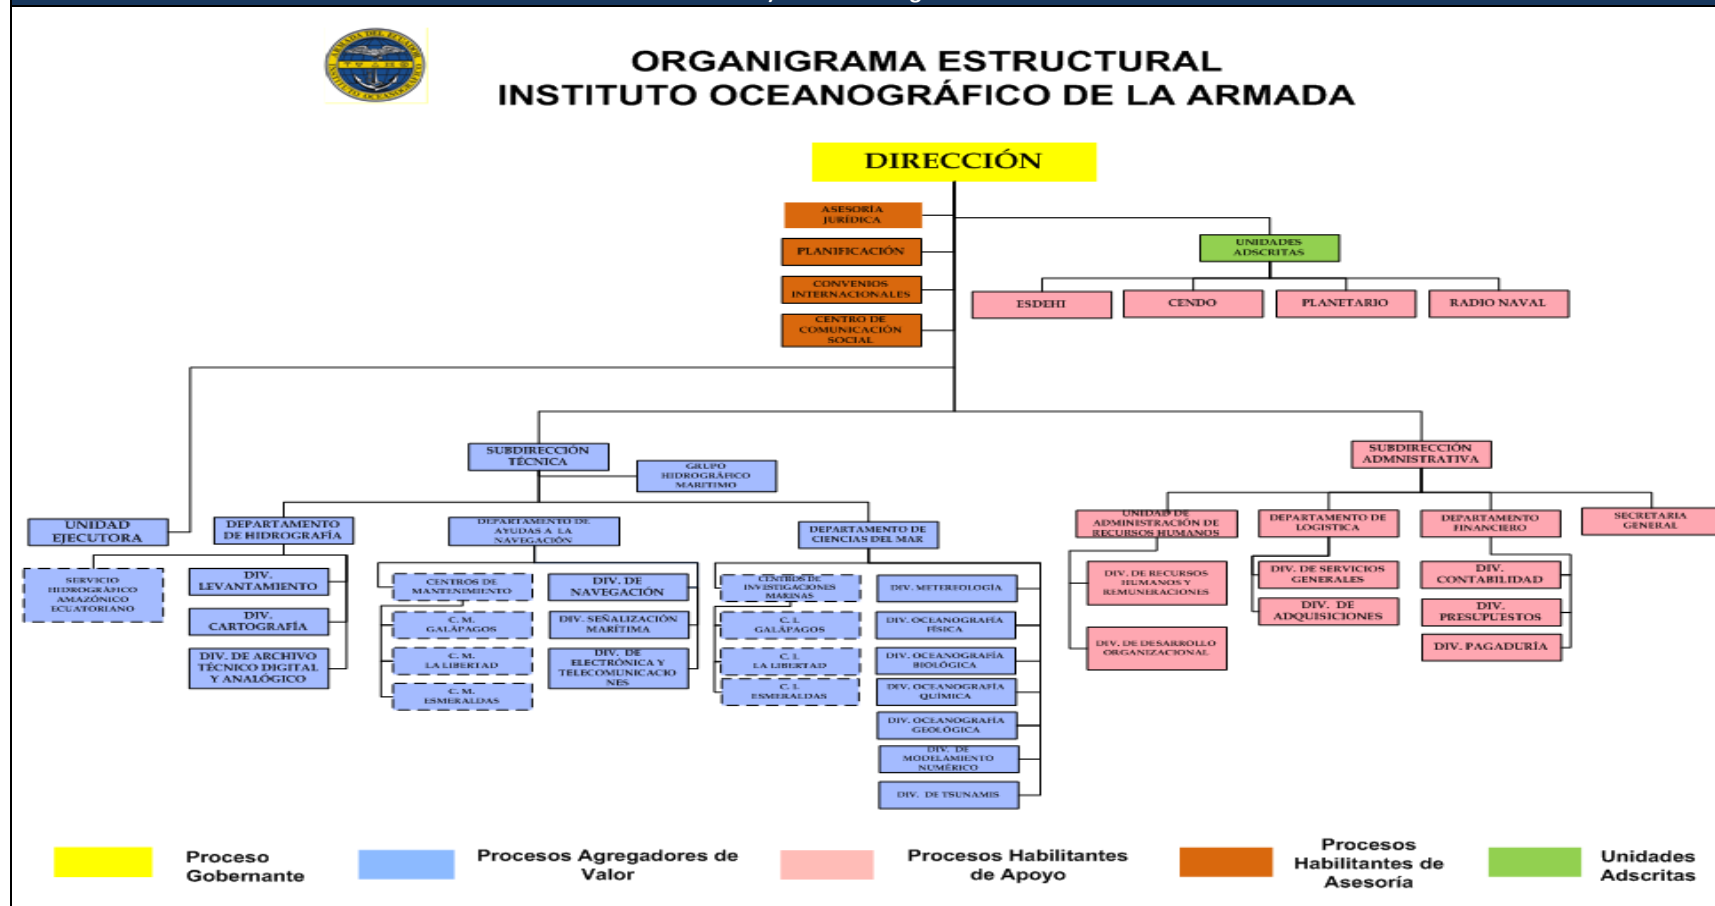 ARMADA DEL ECUADOR
INSTITUTO OCEANOGRÁFICO
ORGANIGRAMA ESTRUCTURAL
INSTITUTO OCEANOGRÁFICO DE LA ARMADA
DIRECCIÓN
ASESORÍA
JURÍDICA
PLANIFICACIÓN
CONVENIOS
INTERNACIONALES
CENTRO DE
COMUNICACIÓN
SOCIAL
UNIDADES
ADSCRITAS
ESDEHI
CENDO
PLANETARIO
RADIO NAVAL
SUBDIRECCIÓN
TÉCNICA
GRUPO
HIDROGRÁFICO
MARITIMO
SUBDIRECCIÓN
ADMNISTRATIVA
UNIDAD
EJECUTORA
SERVICIO
HIDROGRÁFICO
AMAZÓNICO
ECUATORIANO
DEPARTAMENTO
DE HIDROGRAFÍA
DIV.
LEVANTAMIENTO
DIV.
CARTOGRAFÍA
DIV. DE ARCHIVO
TÉCNICO DIGITAL
Y ANALÓGICO
DEPARTAMENTO DE
AYUDAS A LA
NAVEGACIÓN
CENTROS DE
MANTENIMIENTO
C. M.
GALÁPAGOS
C. M.
LA LIBERTAD
C. M.
ESMERALDAS
DIV. DE
NAVEGACIÓN
DIV. SEÑALIZACIÓN
MARÍTIMA
DIV. DE
ELECTRÓNICA Y
TELECOMUNICACIO
NES
DEPARTAMENTO DE
CIENCIAS DEL MAR
CENTROS DE
INVESTIGACIONES
MARINAS
C. I.
GALÁPAGOS
C. I.
LA LIBERTAD
C. I.
ESMERALDAS
DIV. METEREOLOGÍA
DIV. OCEANOGRAFÍA
FÍSICA
DIV. OCEANOGRAFÍA
BIOLÓGICA
DIV. OCEANOGRAFÍA
QUÍMICA
DIV. OCEANOGRAFÍA
GEOLÓGICA
DIV. DE
MODELAMIENTO
NUMÉRICO
DIV. DE TSUNAMIS
UNIDAD DE
ADMINISTRACIÓN DE
RECURSOS HUMANOS
DIV. DE RECURSOS
HUMANOS Y
REMUNERACIONES
DIV. DE DESARROLLO
ORGANIZACIONAL
DEPARTAMENTO DE
LOGISTICA
DIV. DE SERVICIOS
GENERALES
DIV. DE
ADQUISICIONES
DEPARTAMENTO
FINANCIERO
DIV.
CONTABILIDAD
DIV.
PRESUPUESTOS
DIV. PAGADURÍA
SECRETARIA
GENERAL
Proceso
Gobernante
Procesos Agregadores de
Valor
Procesos Habilitantes
de Apoyo
Procesos
Habilitantes de
Asesoría
Unidades
Adscritas